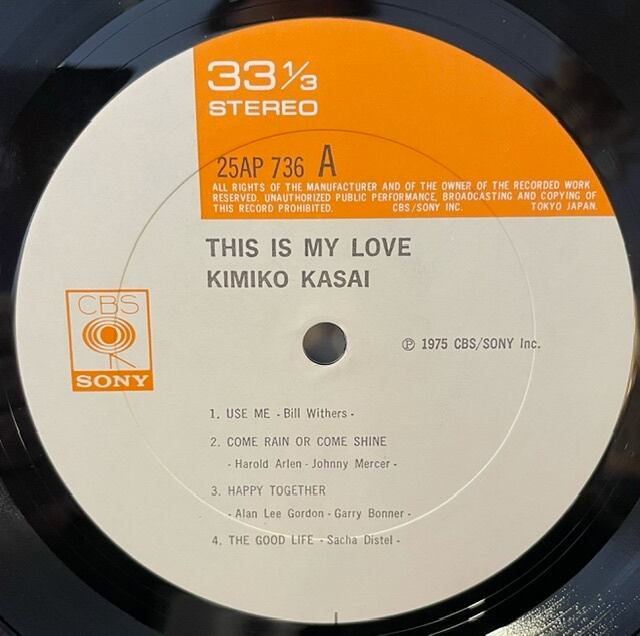 33 1/3
STEREO
25AP 736 A
ALL RIGHTS OF THE MANUFACTURER AND OF THE OWNER OF THE RECORDED WORK
RESERVED. UNAUTHORIZED PUBLIC PERFORMANCE, BROADCASTING AND COPYING OF
THIS RECORD PROHIBITED. CBS/SONY INC. TOKYO JAPAN.
THIS IS MY LOVE
KIMIKO KASAI
CBS
SONY
℗ 1975 CBS/SONY Inc.
1. USE ME - Bill Withers -
2. COME RAIN OR COME SHINE
- Harold Arlen - Johnny Mercer -
3. HAPPY TOGETHER
- Alan Lee Gordon - Garry Bonner -
4. THE GOOD LIFE - Sacha Distel -